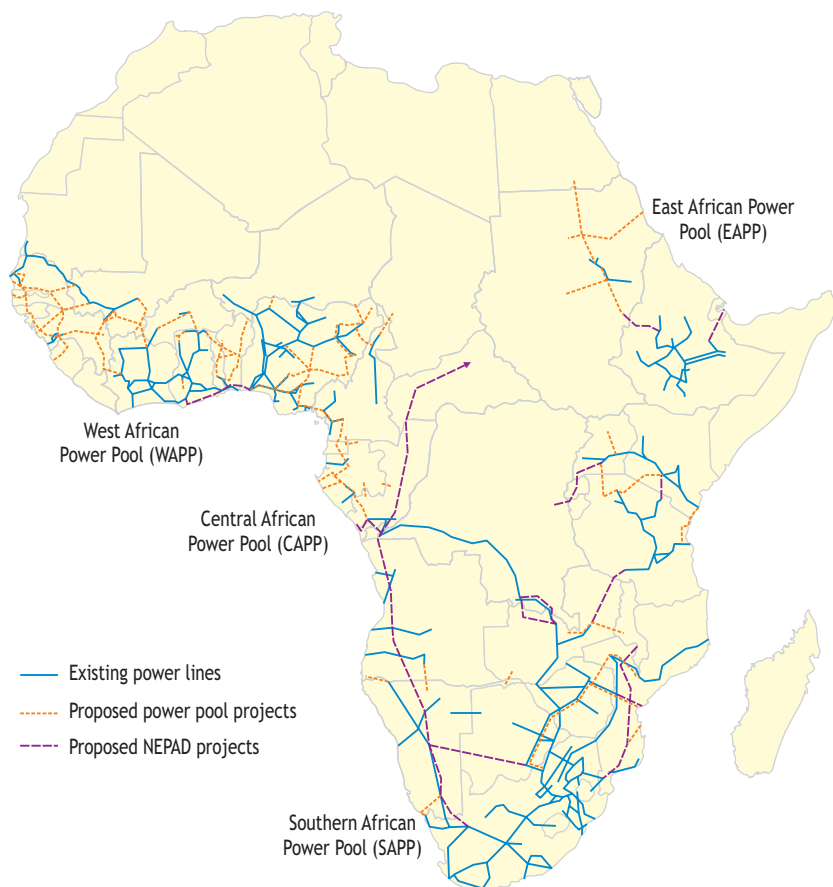 East African Power
Pool (EAPP)
West African
Power Pool (WAPP)
Central African
Power Pool (CAPP)
Existing power lines
Proposed power pool projects
Proposed NEPAD projects
Southern African
Power Pool (SAPP)